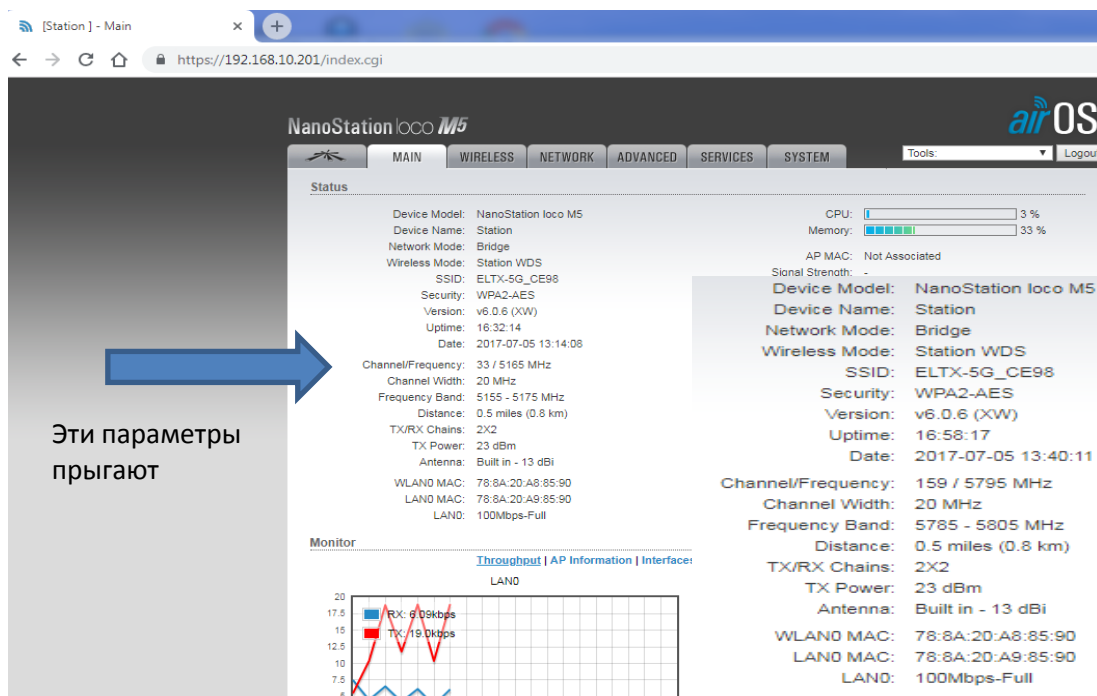 [Station ] - Main
https://192.168.10.201/index.cgi
NanoStation loco M5
airOS
MAIN WIRELESS NETWORK ADVANCED SERVICES SYSTEM Tools: Logout
Status
Device Model: NanoStation loco M5
Device Name: Station
Network Mode: Bridge
Wireless Mode: Station WDS
SSID: ELTX-5G_CE98
Security: WPA2-AES
Version: v6.0.6 (XW)
Uptime: 16:32:14
Date: 2017-07-05 13:14:08
Channel/Frequency: 33 / 5165 MHz
Channel Width: 20 MHz
Frequency Band: 5155 - 5175 MHz
Distance: 0.5 miles (0.8 km)
TX/RX Chains: 2X2
TX Power: 23 dBm
Antenna: Built in - 13 dBi
WLAN0 MAC: 78:8A:20:A8:85:90
LAN0 MAC: 78:8A:20:A9:85:90
LAN0: 100Mbps-Full
CPU: 3 %
Memory: 33 %
AP MAC: Not Associated
Signal Strength: -
Device Model: NanoStation loco M5
Device Name: Station
Network Mode: Bridge
Wireless Mode: Station WDS
SSID: ELTX-5G_CE98
Security: WPA2-AES
Version: v6.0.6 (XW)
Uptime: 16:58:17
Date: 2017-07-05 13:40:11
Channel/Frequency: 159 / 5795 MHz
Channel Width: 20 MHz
Frequency Band: 5785 - 5805 MHz
Distance: 0.5 miles (0.8 km)
TX/RX Chains: 2X2
TX Power: 23 dBm
Antenna: Built in - 13 dBi
WLAN0 MAC: 78:8A:20:A8:85:90
LAN0 MAC: 78:8A:20:A9:85:90
LAN0: 100Mbps-Full
Эти параметры
прыгают
Monitor
Throughput | AP Information | Interfaces
LAN0
20
17.5
15
12.5
10
7.5
RX: 6.09kbps
TX: 19.0kbps